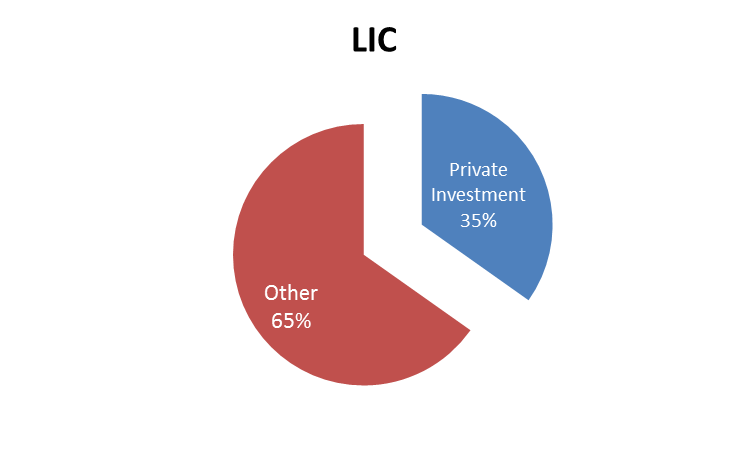 LIC
Private
Investment
35%
Other
65%